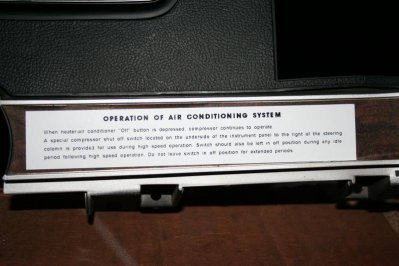 OPERATION OF AIR CONDITIONING SYSTEM
When heater-air conditioner "Off" button is depressed, compressor continues to operate
A special compressor shut off switch located on the underside of the instrument panel to the right of the steering
column is provided for use during high speed operation. Switch should also be left in off position during any idle
period following high speed operation. Do not leave switch in off position for extended periods.